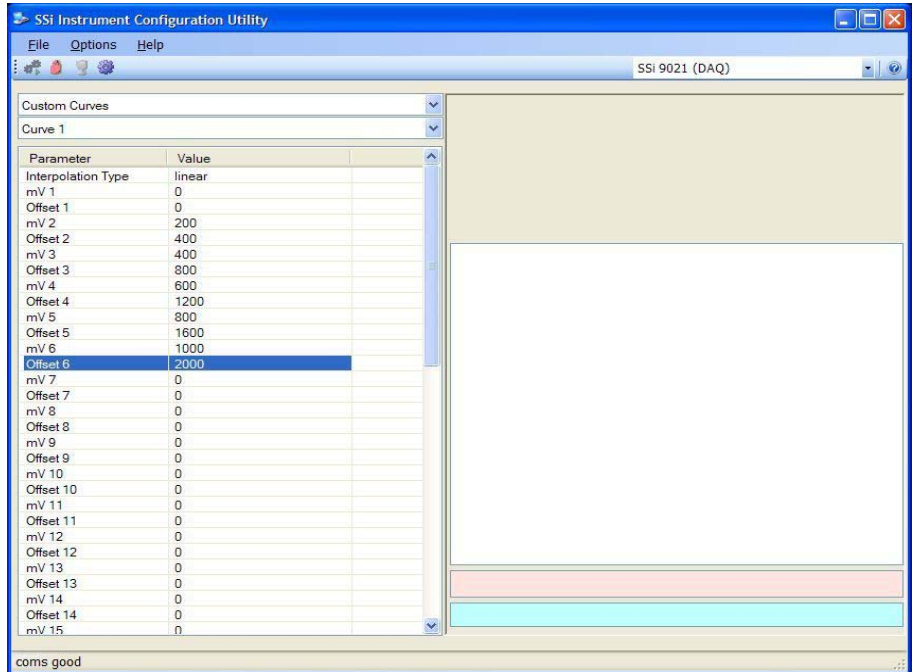 SSi Instrument Configuration Utility
File Options Help
SSi 9021 (DAQ)
Custom Curves
Curve 1
Parameter Value
Interpolation Type linear
mV 1 0
Offset 1 0
mV 2 200
Offset 2 400
mV 3 400
Offset 3 800
mV 4 600
Offset 4 1200
mV 5 800
Offset 5 1600
mV 6 1000
Offset 6 2000
mV 7 0
Offset 7 0
mV 8 0
Offset 8 0
mV 9 0
Offset 9 0
mV 10 0
Offset 10 0
mV 11 0
Offset 11 0
mV 12 0
Offset 12 0
mV 13 0
Offset 13 0
mV 14 0
Offset 14 0
mV 15 0
coms good